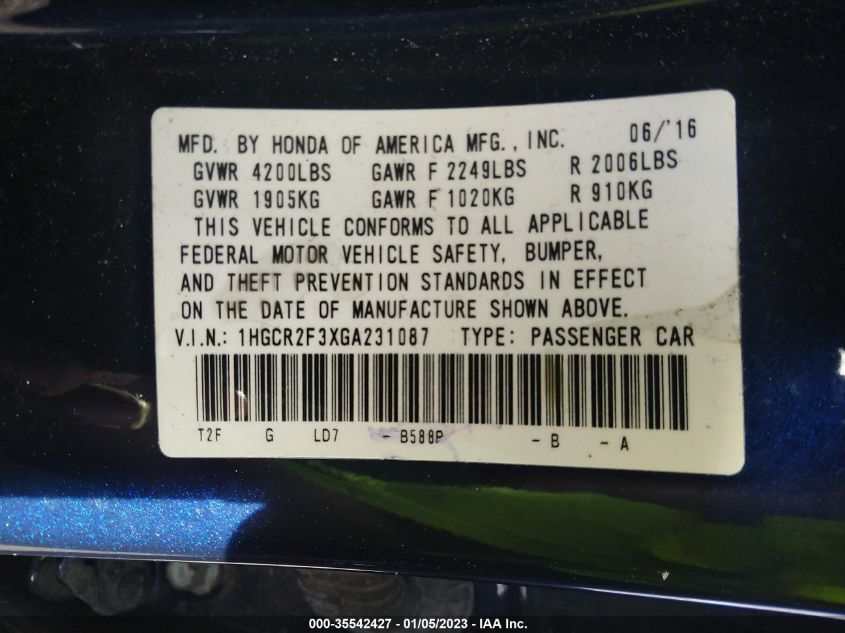 MFD. BY HONDA OF AMERICA MFG., INC. 06/'16
GVWR 4200LBS GAWR F 2249LBS R 2006LBS
GVWR 1905KG GAWR F 1020KG R 910KG
THIS VEHICLE CONFORMS TO ALL APPLICABLE
FEDERAL MOTOR VEHICLE SAFETY, BUMPER,
AND THEFT PREVENTION STANDARDS IN EFFECT
ON THE DATE OF MANUFACTURE SHOWN ABOVE.
V.I.N.: 1HGCR2F3XGA231087 TYPE: PASSENGER CAR
T2F G LD7 -B588P -B -A
000-35542427 - 01/05/2023 - IAA Inc.